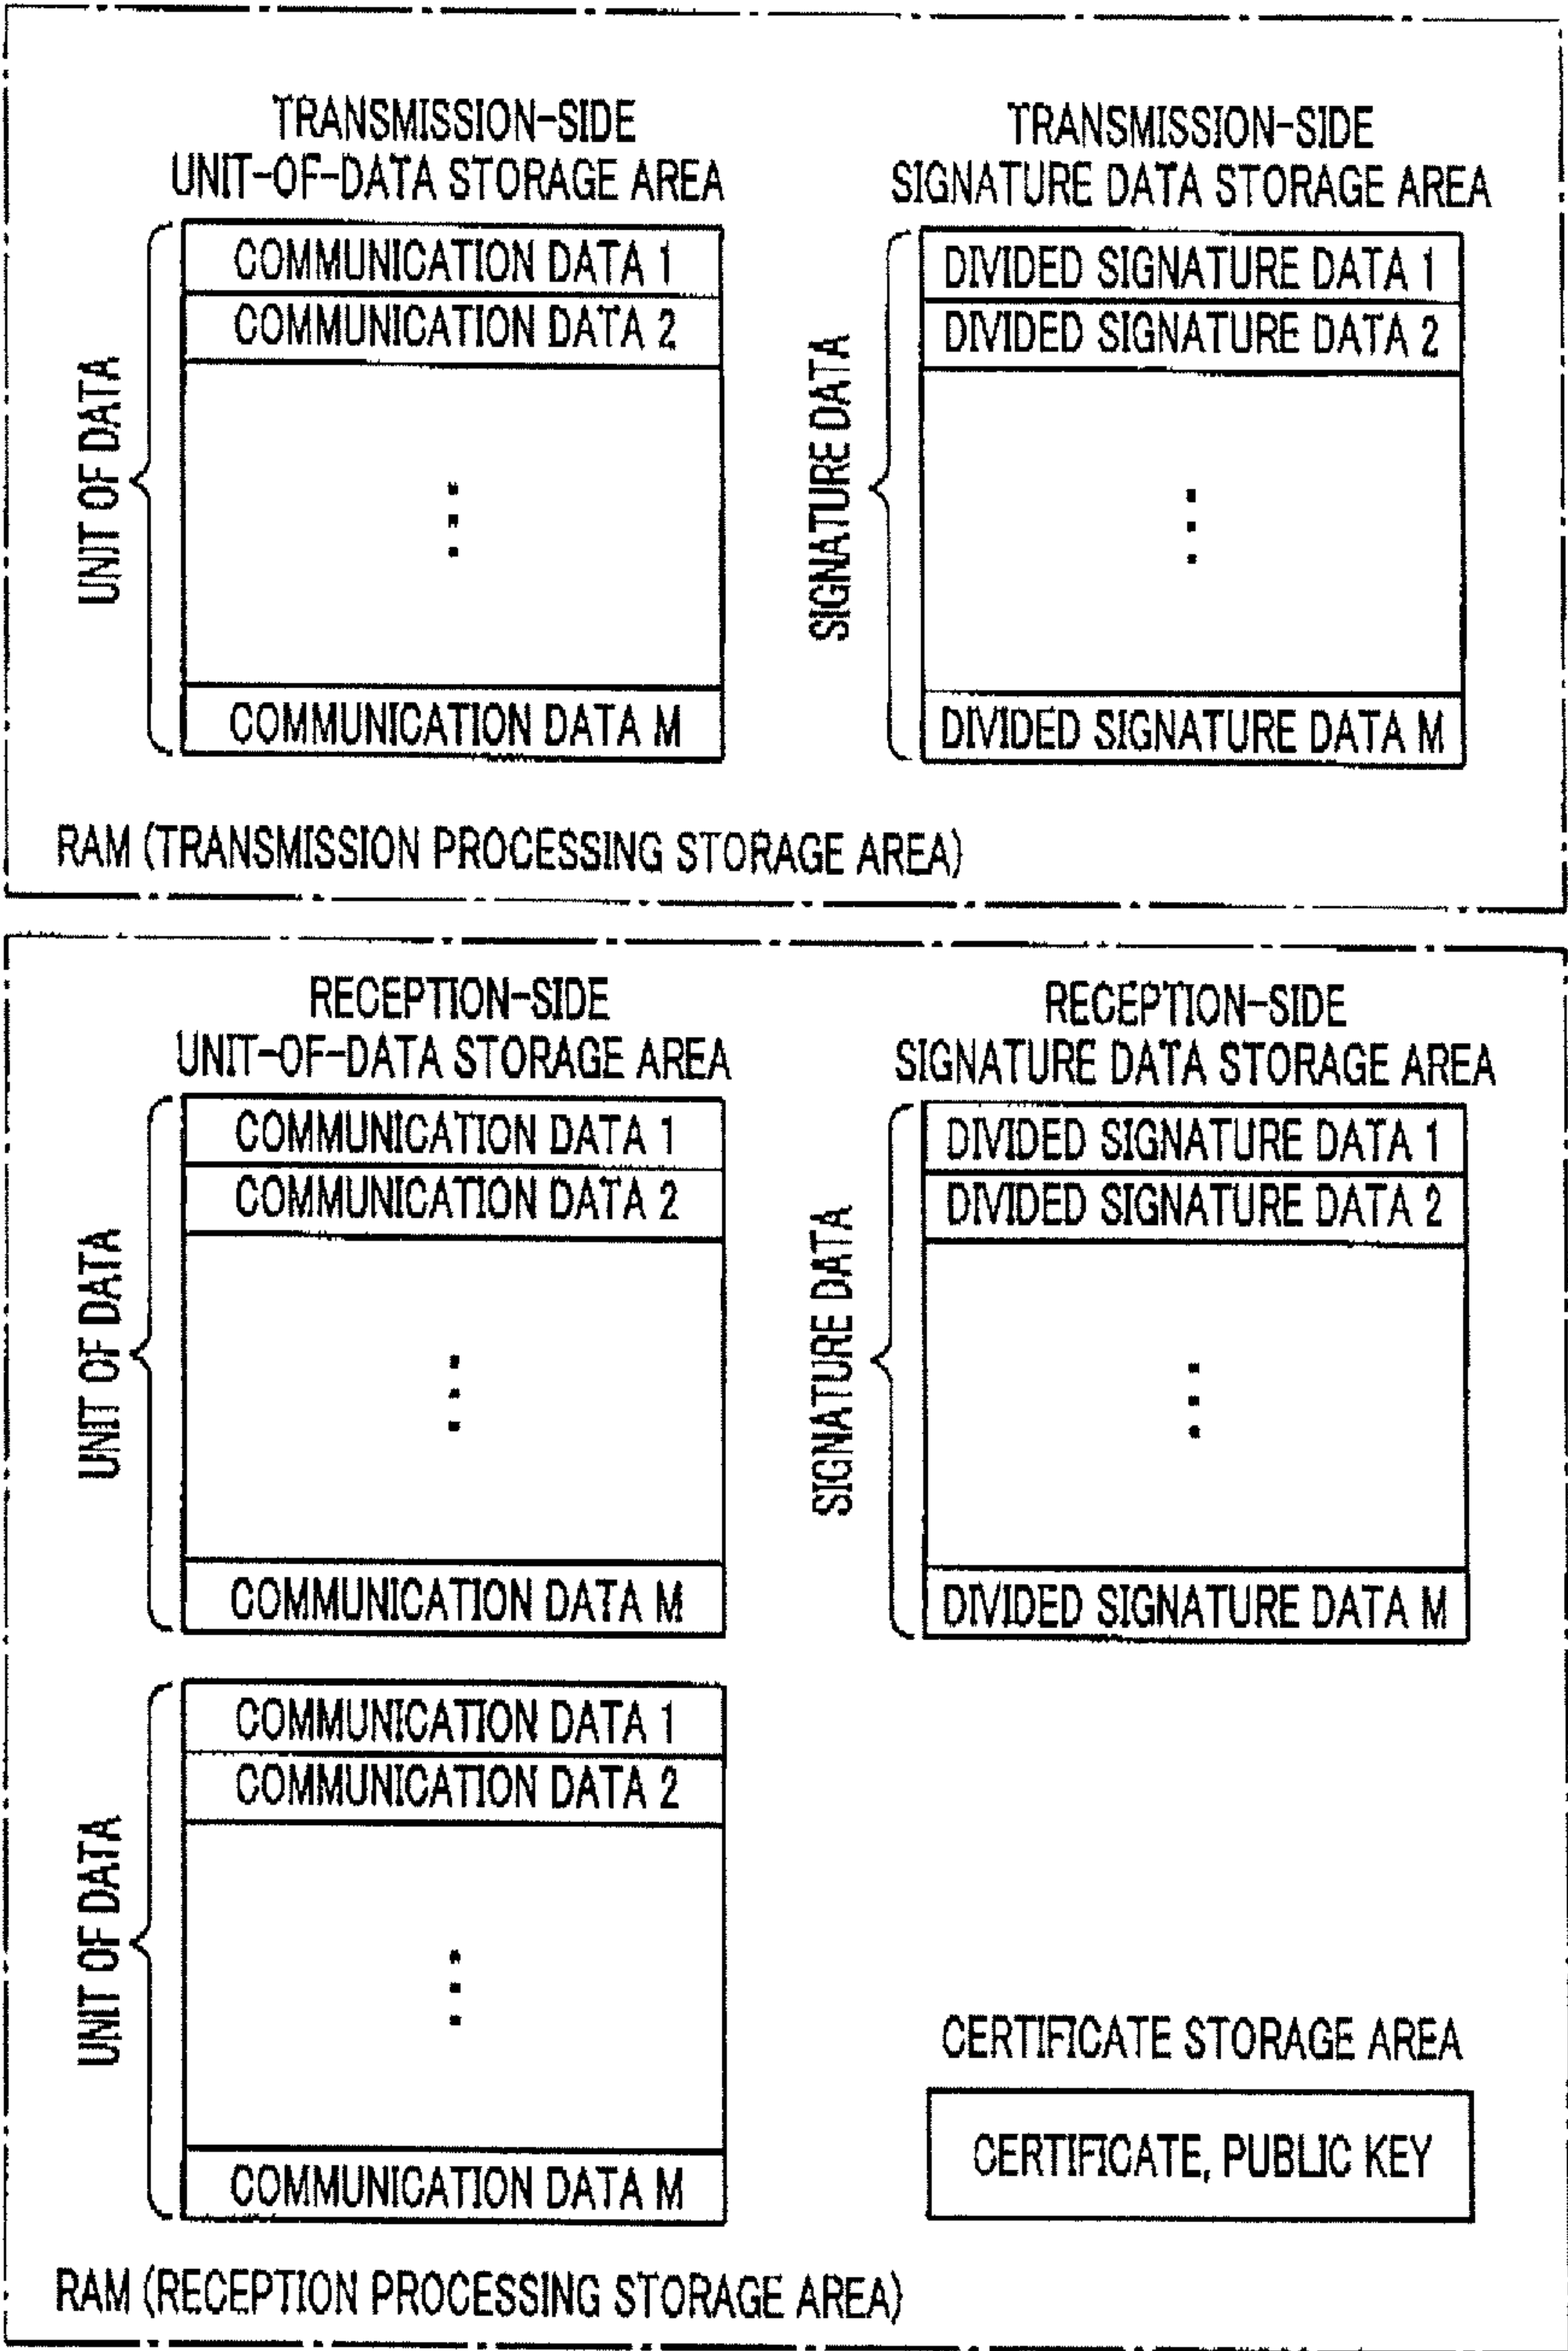 TRANSMISSION-SIDE
UNIT-OF-DATA STORAGE AREA
UNIT OF DATA
COMMUNICATION DATA 1
COMMUNICATION DATA 2
COMMUNICATION DATA M
TRANSMISSION-SIDE
SIGNATURE DATA STORAGE AREA
SIGNATURE DATA
DIVIDED SIGNATURE DATA 1
DIVIDED SIGNATURE DATA 2
DIVIDED SIGNATURE DATA M
RAM (TRANSMISSION PROCESSING STORAGE AREA)
RECEPTION-SIDE
UNIT-OF-DATA STORAGE AREA
UNIT OF DATA
COMMUNICATION DATA 1
COMMUNICATION DATA 2
COMMUNICATION DATA M
RECEPTION-SIDE
SIGNATURE DATA STORAGE AREA
SIGNATURE DATA
DIVIDED SIGNATURE DATA 1
DIVIDED SIGNATURE DATA 2
DIVIDED SIGNATURE DATA M
UNIT OF DATA
COMMUNICATION DATA 1
COMMUNICATION DATA 2
COMMUNICATION DATA M
CERTIFICATE STORAGE AREA
CERTIFICATE, PUBLIC KEY
RAM (RECEPTION PROCESSING STORAGE AREA)